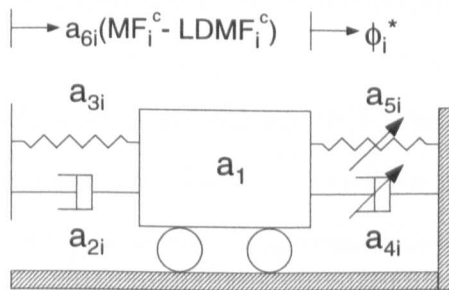 a₆ᵢ(MFᵢᶜ- LDMFᵢᶜ) ϕᵢ*
a₃ᵢ a₅ᵢ
a₁
a₂ᵢ a₄ᵢ